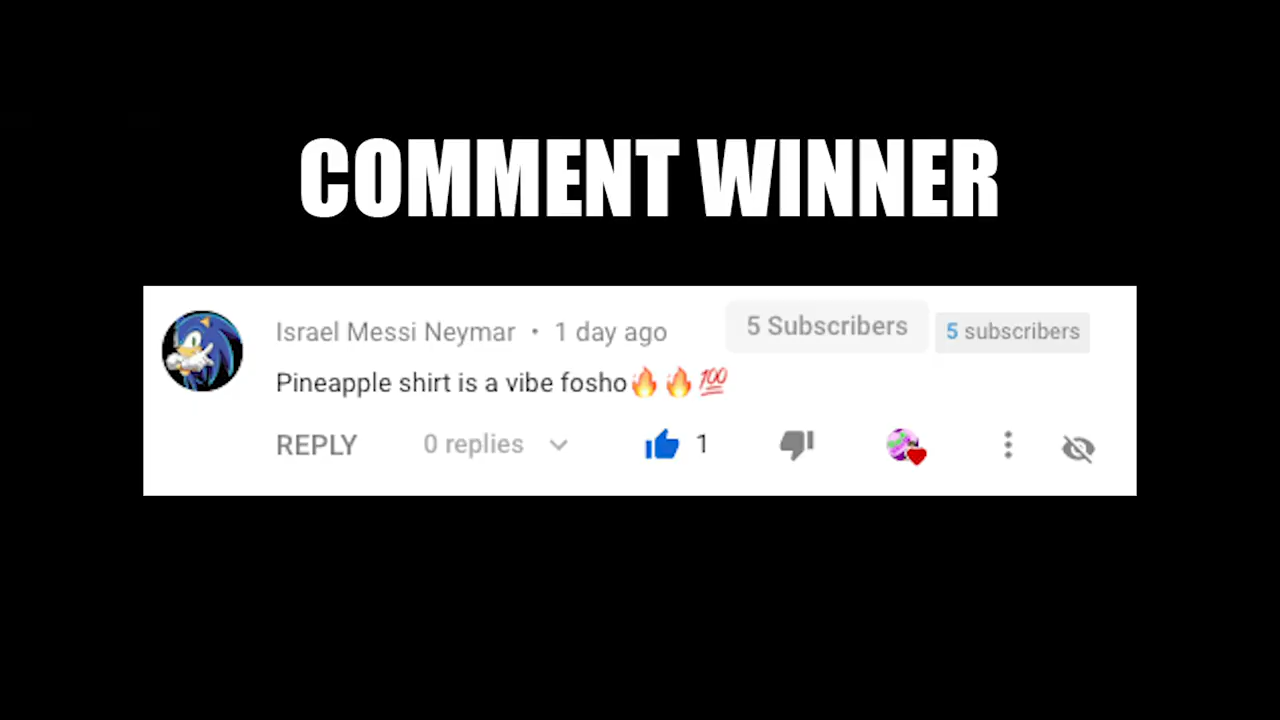 COMMENT WINNER
Israel Messi Neymar • 1 day ago 5 Subscribers 5 subscribers
Pineapple shirt is a vibe fosho🔥🔥💯
REPLY 0 replies 1